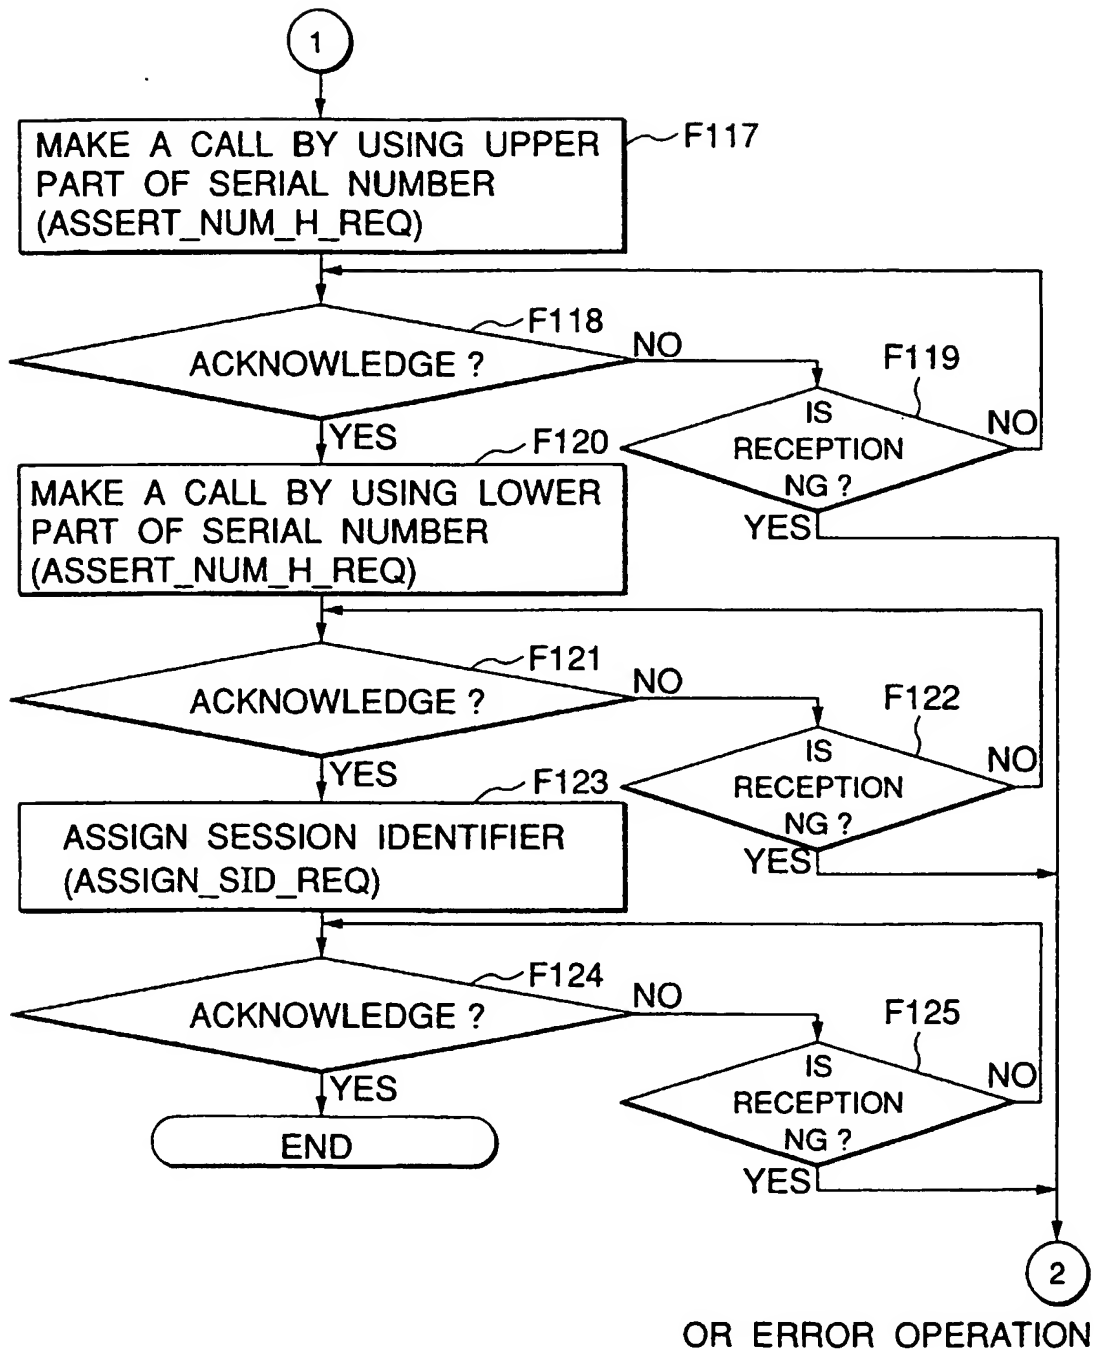 1
MAKE A CALL BY USING UPPER
PART OF SERIAL NUMBER
(ASSERT_NUM_H_REQ)
F117
F118
ACKNOWLEDGE ?
NO
F119
IS
RECEPTION
NG ?
NO
YES
YES
F120
MAKE A CALL BY USING LOWER
PART OF SERIAL NUMBER
(ASSERT_NUM_H_REQ)
F121
ACKNOWLEDGE ?
NO
F122
IS
RECEPTION
NG ?
NO
YES
YES
F123
ASSIGN SESSION IDENTIFIER
(ASSIGN_SID_REQ)
F124
ACKNOWLEDGE ?
NO
F125
IS
RECEPTION
NG ?
NO
YES
YES
END
2
OR ERROR OPERATION